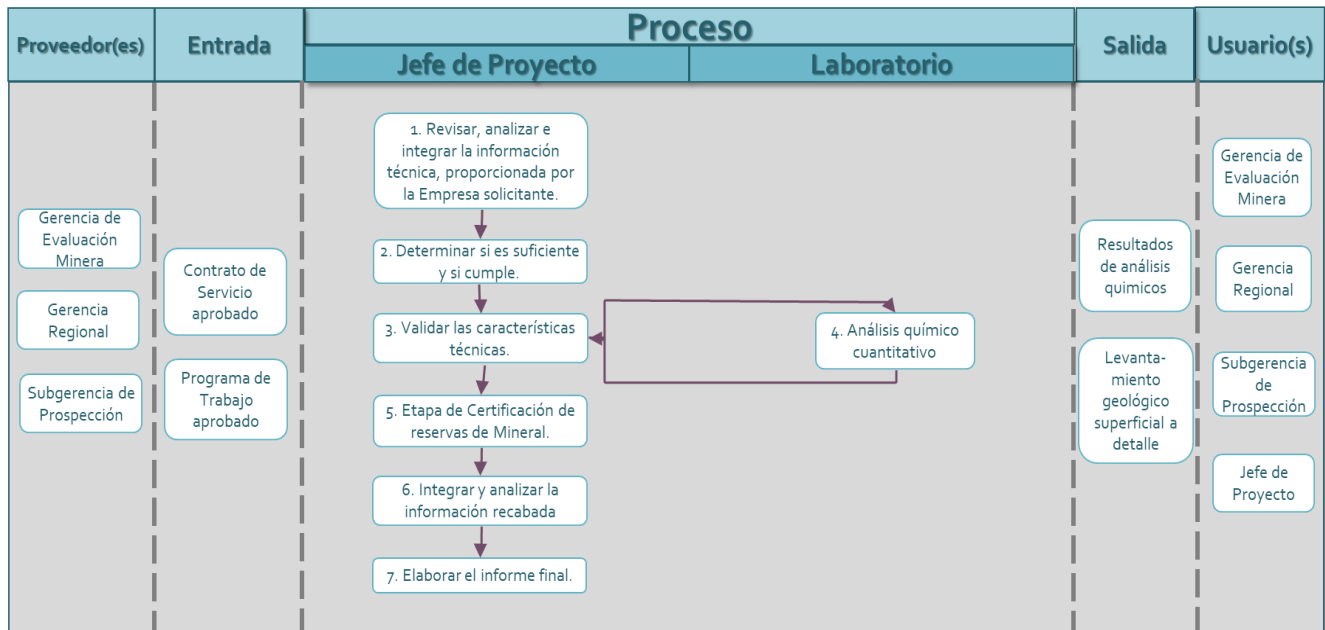 Proveedor(es)
Entrada
Proceso
Jefe de Proyecto
Laboratorio
Salida
Usuario(s)
Gerencia de
Evaluación
Minera
Gerencia
Regional
Subgerencia de
Prospección
Contrato de
Servicio
aprobado
Programa de
Trabajo
aprobado
1. Revisar, analizar e
integrar la información
técnica, proporcionada por
la Empresa solicitante.
2. Determinar si es suficiente
y si cumple.
3. Validar las características
técnicas.
4. Análisis químico
cuantitativo
5. Etapa de Certificación de
reservas de Mineral.
6. Integrar y analizar la
información recabada
7. Elaborar el informe final.
Resultados
de análisis
quimicos
Levanta-
miento
geológico
superficial a
detalle
Gerencia de
Evaluación
Minera
Gerencia
Regional
Subgerencia
de
Prospección
Jefe de
Proyecto